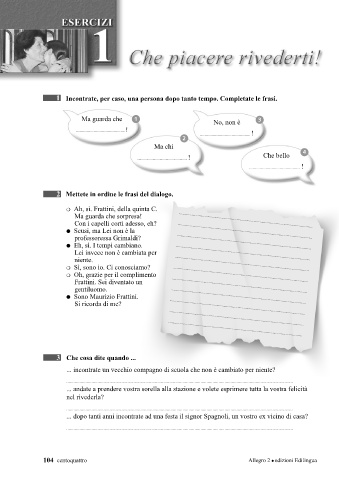 ESERCIZI
1
Che piacere rivederti!
1 Incontrate, per caso, una persona dopo tanto tempo. Completate le frasi.
Ma guarda che 1
!
No, non è 3
!
2
Ma chi
!
4
Che bello
!
2 Mettete in ordine le frasi del dialogo.
❍ Ah, sì. Frattini, della quinta C.
Ma guarda che sorpresa!
Con i capelli corti adesso, eh?
● Scusi, ma Lei non è la
professoressa Grimaldi?
● Eh, sì. I tempi cambiano.
Lei invece non è cambiata per
niente.
❍ Sì, sono io. Ci conosciamo?
❍ Oh, grazie per il complimento
Frattini. Sei diventato un
gentiluomo.
● Sono Maurizio Frattini.
Si ricorda di me?
3 Che cosa dite quando ...
... incontrate un vecchio compagno di scuola che non è cambiato per niente?
... andate a prendere vostra sorella alla stazione e volete esprimere tutta la vostra felicità
nel rivederla?
... dopo tanti anni incontrate ad una festa il signor Spagnoli, un vostro ex vicino di casa?
104 centoquattro
Allegro 2 ● edizioni Edilingua